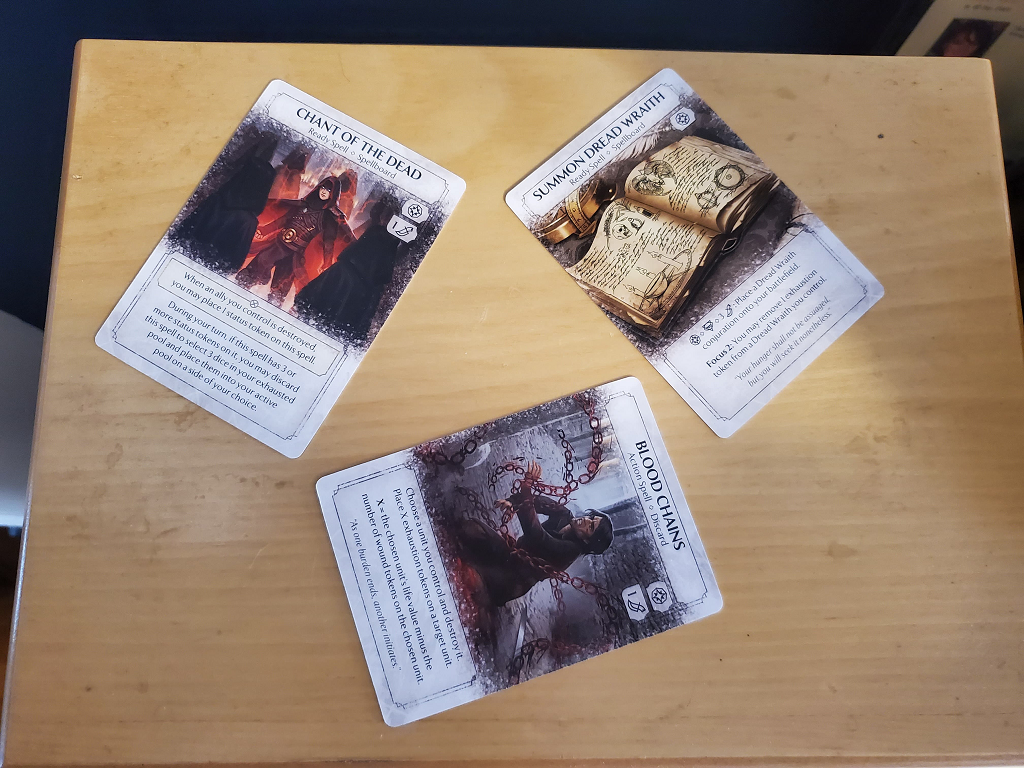 CHANT OF THE DEAD
Ready Spell ◇ Spellboard
1
When an ally you control is destroyed,
you may place 1 status token on this spell.
During your turn, if this spell has 3 or
more status tokens on it, you may discard
this spell to select 3 dice in your exhausted
pool and place them into your active
pool on a side of your choice.
SUMMON DREAD WRAITH
Ready Spell ◇ Spellboard
1 : Place a Dread Wraith
conjuration onto your battlefield.
Focus 2: You may remove 1 exhaustion
token from a Dread Wraith you control.
"Your hunger shall not be assuaged,
but you will seek it nonetheless."
BLOOD CHAINS
Action Spell ◇ Discard
1
Choose a unit you control and destroy it.
Place X exhaustion tokens on a target unit.
X = the chosen unit's life value minus the
number of wound tokens on the chosen unit.
"As one burden ends, another initiates."